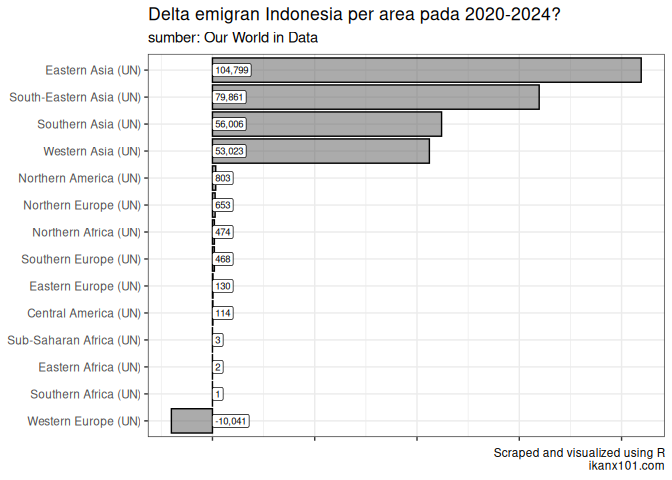 Delta emigran Indonesia per area pada 2020-2024?
sumber: Our World in Data
Eastern Asia (UN) 104,799
South-Eastern Asia (UN) 79,861
Southern Asia (UN) 56,006
Western Asia (UN) 53,023
Northern America (UN) 803
Northern Europe (UN) 653
Northern Africa (UN) 474
Southern Europe (UN) 468
Eastern Europe (UN) 130
Central America (UN) 114
Sub-Saharan Africa (UN) 3
Eastern Africa (UN) 2
Southern Africa (UN) 1
Western Europe (UN) -10,041
Scraped and visualized using R
ikanx101.com